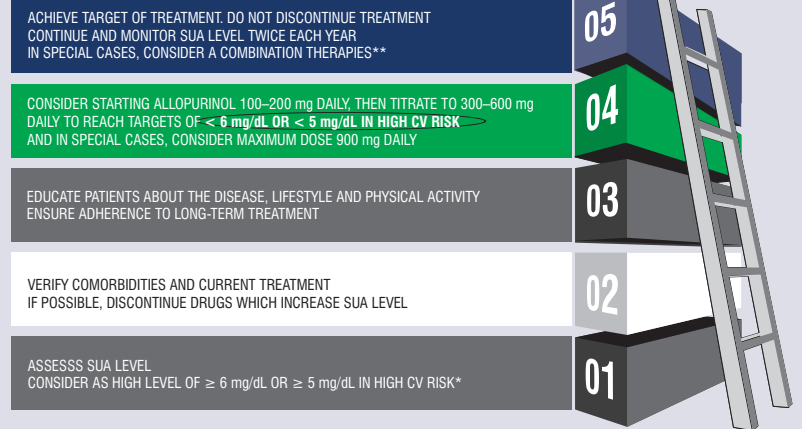 ACHIEVE TARGET OF TREATMENT. DO NOT DISCONTINUE TREATMENT
CONTINUE AND MONITOR SUA LEVEL TWICE EACH YEAR
IN SPECIAL CASES, CONSIDER A COMBINATION THERAPIES**
05
CONSIDER STARTING ALLOPURINOL 100–200 mg DAILY, THEN TITRATE TO 300–600 mg
DAILY TO REACH TARGETS OF < 6 mg/dL OR < 5 mg/dL IN HIGH CV RISK
AND IN SPECIAL CASES, CONSIDER MAXIMUM DOSE 900 mg DAILY
04
EDUCATE PATIENTS ABOUT THE DISEASE, LIFESTYLE AND PHYSICAL ACTIVITY
ENSURE ADHERENCE TO LONG-TERM TREATMENT
03
VERIFY COMORBIDITIES AND CURRENT TREATMENT
IF POSSIBLE, DISCONTINUE DRUGS WHICH INCREASE SUA LEVEL
02
ASSESSS SUA LEVEL
CONSIDER AS HIGH LEVEL OF ≥ 6 mg/dL OR ≥ 5 mg/dL IN HIGH CV RISK*
01